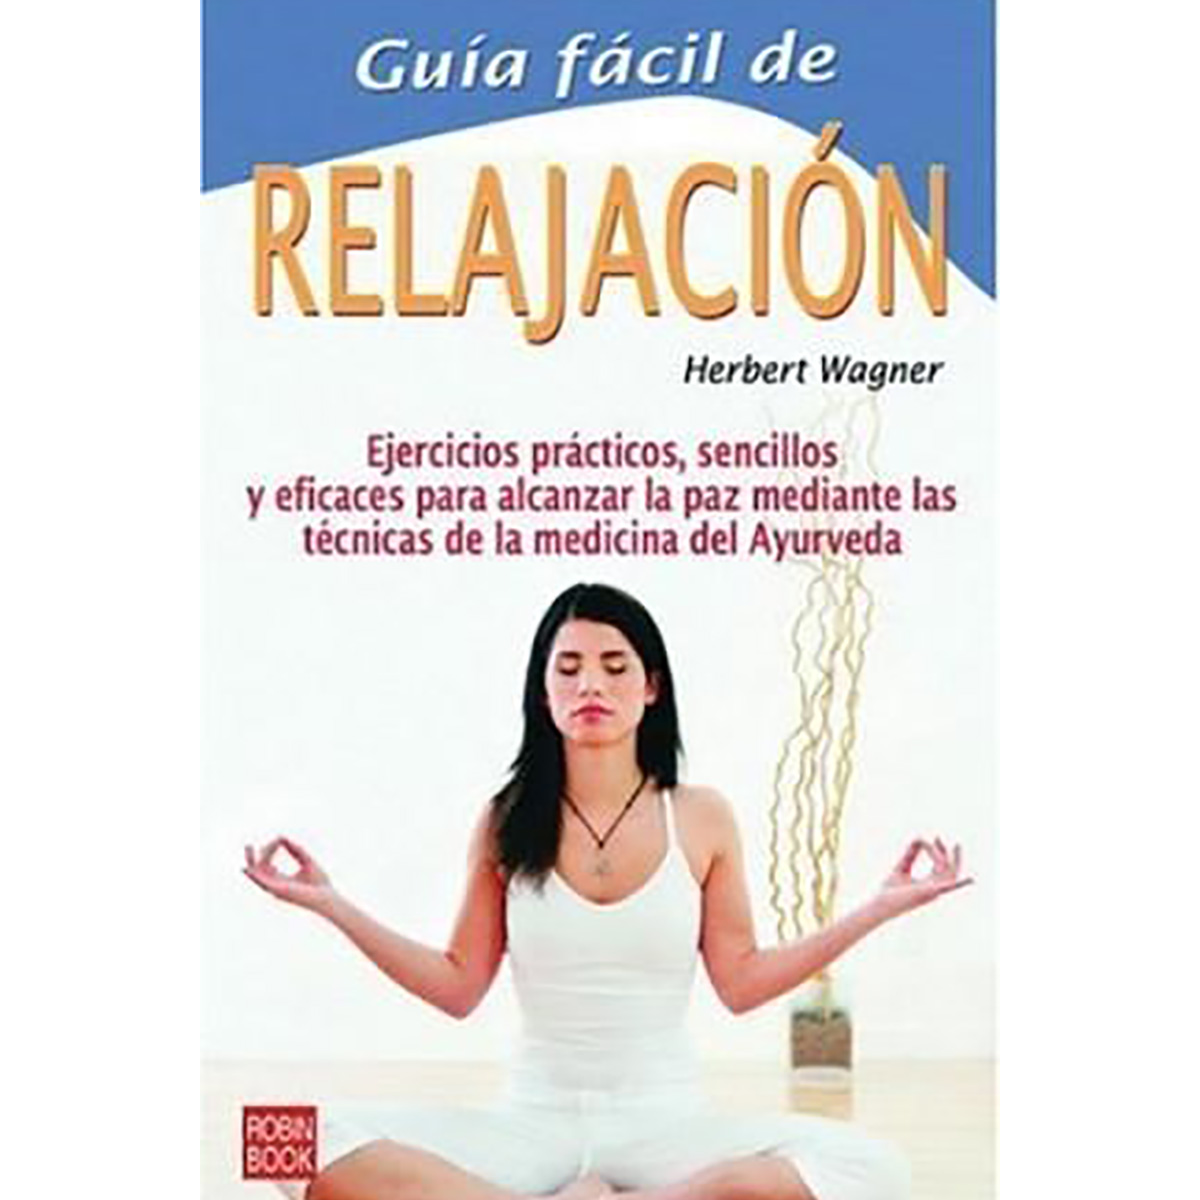 Guía fácil de
RELAJACIÓN
Herbert Wagner
Ejercicios prácticos, sencillos
y eficaces para alcanzar la paz mediante las
técnicas de la medicina del Ayurveda
ROBIN
BOOK